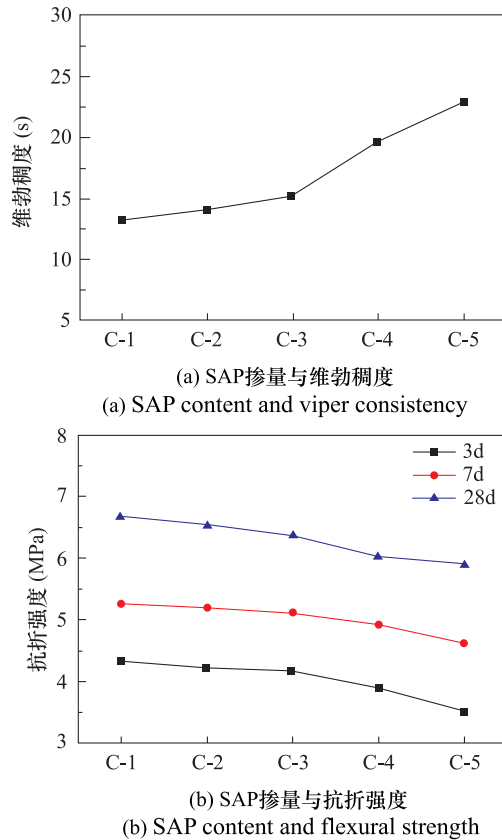 30
25
20
15
10
5
维勃稠度 (s)
C-1 C-2 C-3 C-4 C-5
(a) SAP掺量与维勃稠度
(a) SAP content and viper consistency
8
7
6
5
4
3
抗折强度 (MPa)
3d
7d
28d
C-1 C-2 C-3 C-4 C-5
(b) SAP掺量与抗折强度
(b) SAP content and flexural strength